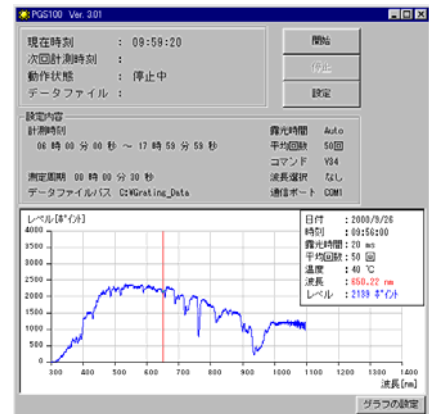 PGS100 Ver. 3.01
現在時刻 : 09:59:20
次回計測時刻 :
動作状態 : 停止中
データファイル :
開始
停止
設定
設定内容
計測時刻
06 時 00 分 00 秒 ～ 17 時 59 分 59 秒
測定周期 00 時 00 分 30 秒
データファイルパス C:¥Grating_Data
露光時間 Auto
平均回数 50回
コマンド V34
波長選択 なし
通信ポート COM1
レベル[ﾎﾟｲﾝﾄ]
日付 : 2000/9/26
時刻 : 09:56:00
露光時間 : 20 ms
平均回数 : 50 回
温度 : 40 ℃
波長 : 650.22 nm
レベル : 2139 ﾎﾟｲﾝﾄ
4000
3500
3000
2500
2000
1500
1000
500
0
300 400 500 600 700 800 900 1000 1100 1200 1300 1400
波長[nm]
グラフの設定